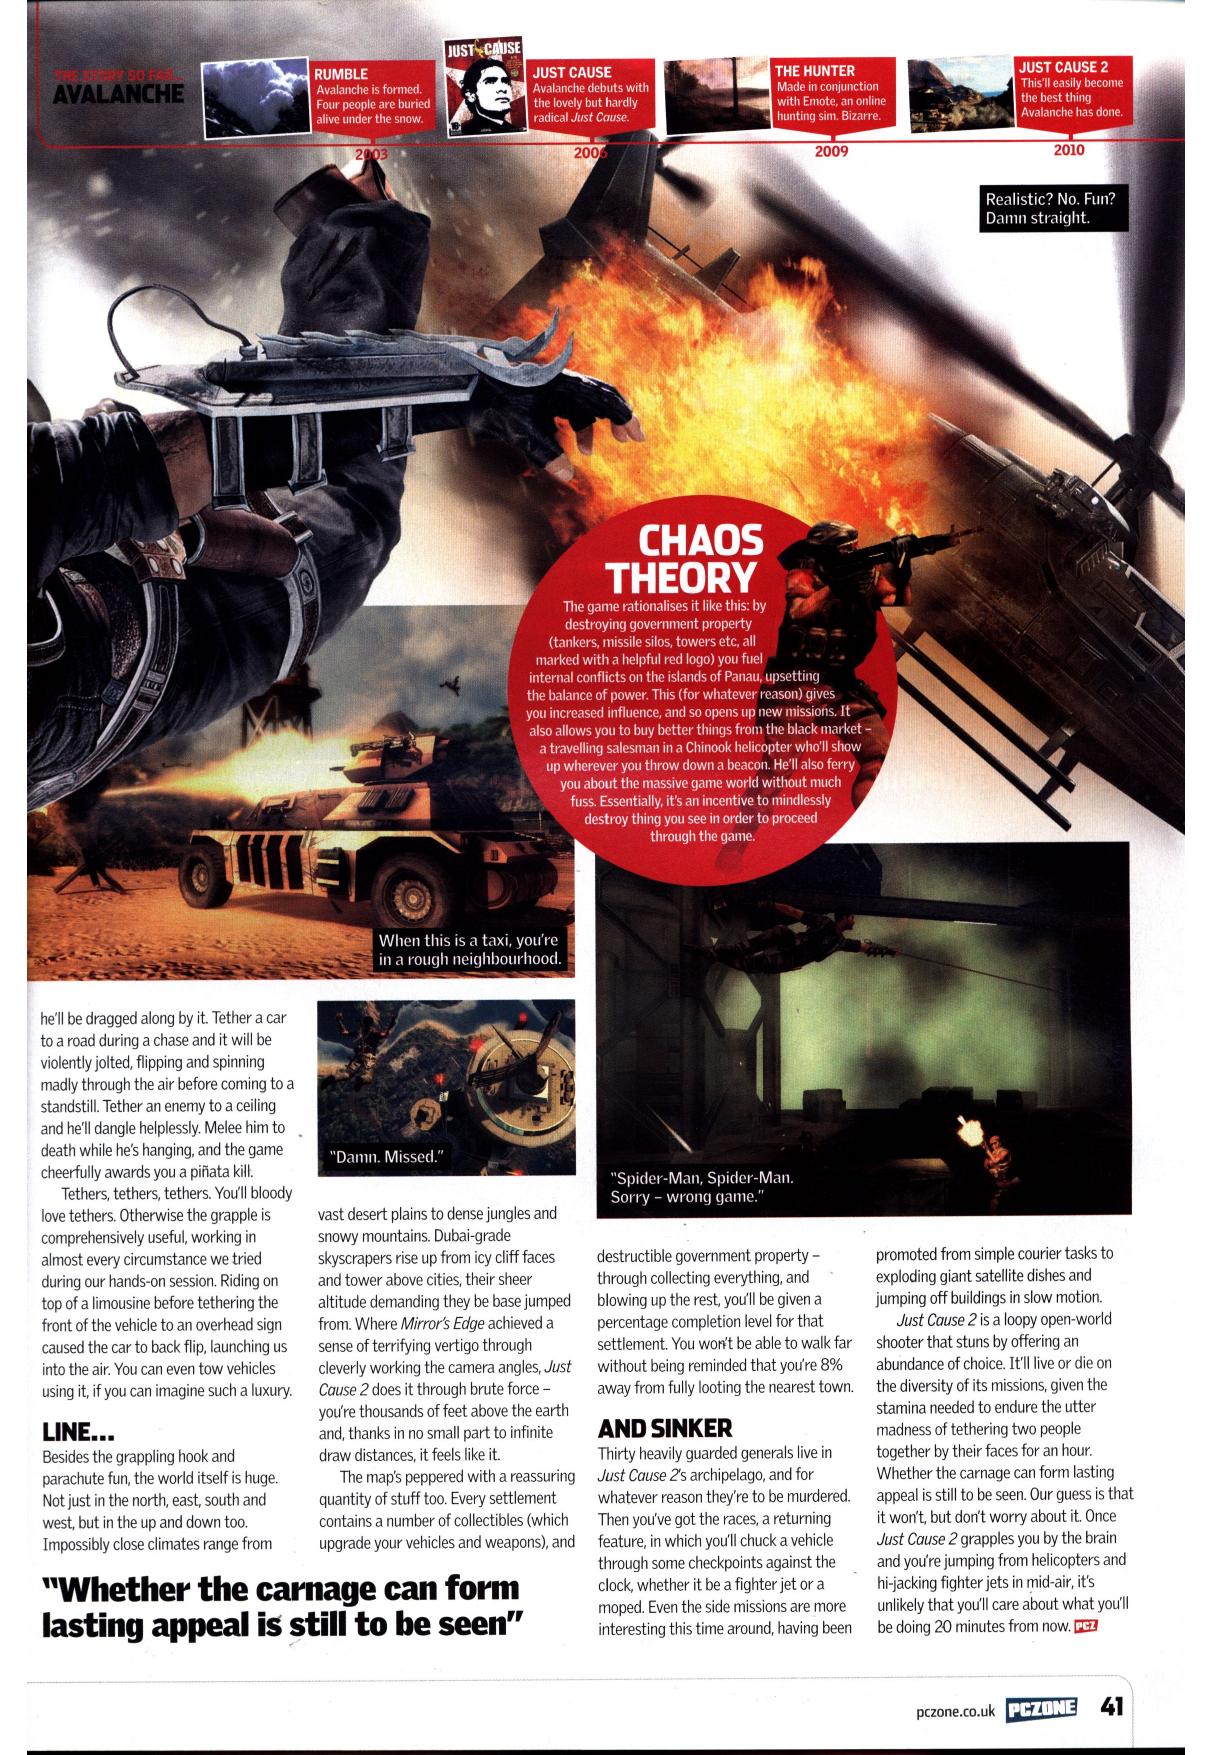 THE STORY SO FAR...
AVALANCHE
RUMBLE
Avalanche is formed.
Four people are buried
alive under the snow.
2003
JUST CAUSE
JUST CAUSE
Avalanche debuts with
the lovely but hardly
radical Just Cause.
2006
THE HUNTER
Made in conjunction
with Emote, an online
hunting sim. Bizarre.
2009
JUST CAUSE 2
This'll easily become
the best thing
Avalanche has done.
2010
Realistic? No. Fun?
Damn straight.
CHAOS
THEORY
The game rationalises it like this: by
destroying government property
(tankers, missile silos, towers etc, all
marked with a helpful red logo) you fuel
internal conflicts on the islands of Panau, upsetting
the balance of power. This (for whatever reason) gives
you increased influence, and so opens up new missions. It
also allows you to buy better things from the black market –
a travelling salesman in a Chinook helicopter who'll show
up wherever you throw down a beacon. He'll also ferry
you about the massive game world without much
fuss. Essentially, it's an incentive to mindlessly
destroy thing you see in order to proceed
through the game.
When this is a taxi, you're
in a rough neighbourhood.
he'll be dragged along by it. Tether a car
to a road during a chase and it will be
violently jolted, flipping and spinning
madly through the air before coming to a
standstill. Tether an enemy to a ceiling
and he'll dangle helplessly. Melee him to
death while he's hanging, and the game
cheerfully awards you a piñata kill.
Tethers, tethers, tethers. You'll bloody
love tethers. Otherwise the grapple is
comprehensively useful, working in
almost every circumstance we tried
during our hands-on session. Riding on
top of a limousine before tethering the
front of the vehicle to an overhead sign
caused the car to back flip, launching us
into the air. You can even tow vehicles
using it, if you can imagine such a luxury.
LINE...
Besides the grappling hook and
parachute fun, the world itself is huge.
Not just in the north, east, south and
west, but in the up and down too.
Impossibly close climates range from
"Damn. Missed."
vast desert plains to dense jungles and
snowy mountains. Dubai-grade
skyscrapers rise up from icy cliff faces
and tower above cities, their sheer
altitude demanding they be base jumped
from. Where Mirror's Edge achieved a
sense of terrifying vertigo through
cleverly working the camera angles, Just
Cause 2 does it through brute force –
you're thousands of feet above the earth
and, thanks in no small part to infinite
draw distances, it feels like it.
The map's peppered with a reassuring
quantity of stuff too. Every settlement
contains a number of collectibles (which
upgrade your vehicles and weapons), and
"Whether the carnage can form
lasting appeal is still to be seen"
"Spider-Man, Spider-Man.
Sorry – wrong game."
destructible government property –
through collecting everything, and
blowing up the rest, you'll be given a
percentage completion level for that
settlement. You won't be able to walk far
without being reminded that you're 8%
away from fully looting the nearest town.
AND SINKER
Thirty heavily guarded generals live in
Just Cause 2's archipelago, and for
whatever reason they're to be murdered.
Then you've got the races, a returning
feature, in which you'll chuck a vehicle
through some checkpoints against the
clock, whether it be a fighter jet or a
moped. Even the side missions are more
interesting this time around, having been
promoted from simple courier tasks to
exploding giant satellite dishes and
jumping off buildings in slow motion.
Just Cause 2 is a loopy open-world
shooter that stuns by offering an
abundance of choice. It'll live or die on
the diversity of its missions, given the
stamina needed to endure the utter
madness of tethering two people
together by their faces for an hour.
Whether the carnage can form lasting
appeal is still to be seen. Our guess is that
it won't, but don't worry about it. Once
Just Cause 2 grapples you by the brain
and you're jumping from helicopters and
hi-jacking fighter jets in mid-air, it's
unlikely that you'll care about what you'll
be doing 20 minutes from now. PCZ
pczone.co.uk PCZONE 41